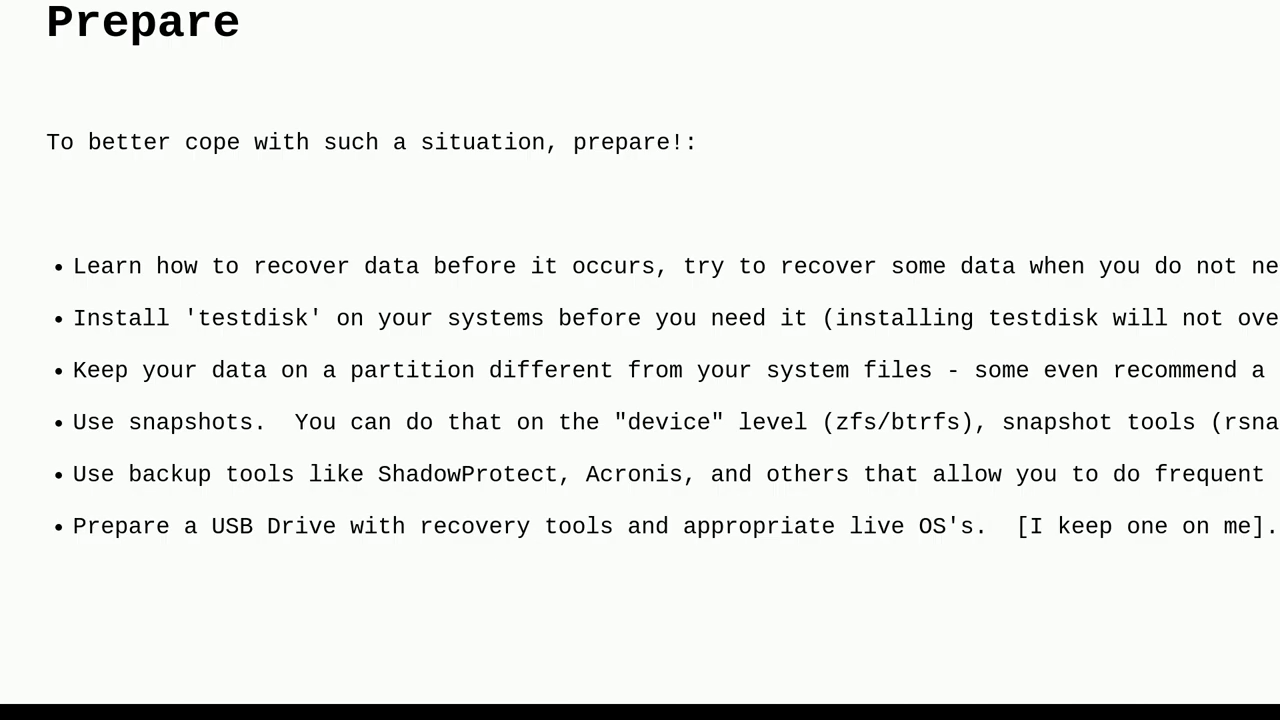 Prepare
To better cope with such a situation, prepare!:
• Learn how to recover data before it occurs, try to recover some data when you do not ne
• Install 'testdisk' on your systems before you need it (installing testdisk will not ove
• Keep your data on a partition different from your system files - some even recommend a
• Use snapshots.  You can do that on the "device" level (zfs/btrfs), snapshot tools (rsna
• Use backup tools like ShadowProtect, Acronis, and others that allow you to do frequent
• Prepare a USB Drive with recovery tools and appropriate live OS's.  [I keep one on me].